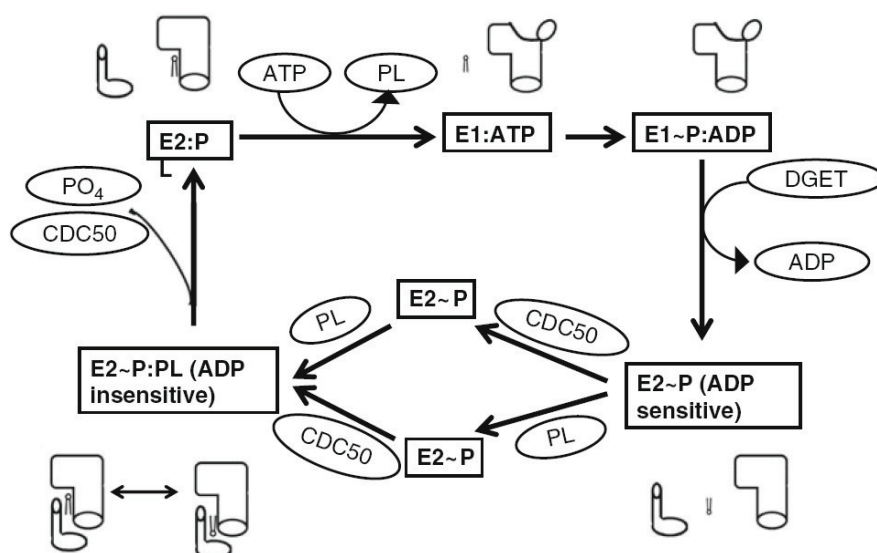 ATP
PL
E2:P
L
E1:ATP
E1~P:ADP
PO4
CDC50
DGET
ADP
E2~P
PL
CDC50
E2~P:PL (ADP
insensitive)
E2~P (ADP
sensitive)
CDC50
E2~P
PL